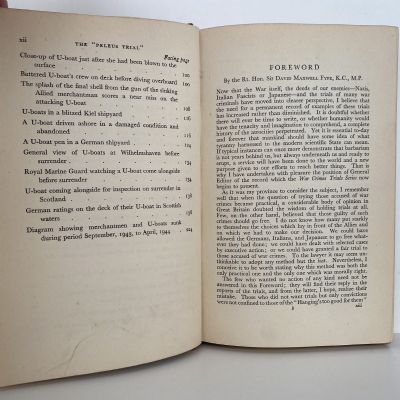 xii THE "PELEUS TRIAL"
Facing page
Close-up of U-boat just after she had been blown to the
surface 100
Battered U-boat's crew on deck before diving overboard 100
The splash of the final shell from the gun of the sinking
Allied merchantman scores a near miss on the
attacking U-boat
U-boats in a blitzed Kiel shipyard 116
A U-boat driven ashore in a damaged condition and
abandoned
A U-boat pen in a German shipyard
General view of U-boats at Wilhelmshaven before
surrender 134
Royal Marine Guard watching a U-boat come alongside
before surrender 134
U-boat coming alongside for inspection on surrender in
Scotland
German ratings on the deck of their U-boat in Scottish
waters
Diagram showing merchantmen and U-boats sunk
during period September, 1943, to April, 1944 224
FOREWORD
By the Rt. Hon. Sir David Maxwell Fyfe, K.C., M.P.
Now that the War itself, the deeds of our enemies—Nazis,
Italian Fascists or Japanese—and the trials of many war
criminals have moved into clearer perspective, I believe that
the need for a permanent record of examples of these trials
has increased rather than diminished. It is doubtful whether
there will ever be time to write, or whether humanity would
have the tenacity and imagination to comprehend, a complete
history of the atrocities perpetrated. Yet it is essential to-day
and forever that mankind should have some idea of what
tyranny harnessed to the modern scientific State can mean.
If typical instances can once more demonstrate that barbarism
is not years behind us, but always underneath us and ready to
erupt, a service will have been done to the world and a new
purpose given to our efforts to reach better things. That is
why I have undertaken with pleasure the position of General
Editor of the record which the War Crimes Trials Series now
begins to present.
As it was my province to consider the subject, I remember
well that when the question of trying those accused of war
crimes became practical, a considerable body of opinion in
Great Britain doubted the wisdom of holding trials at all.
Few, on the other hand, believed that those guilty of such
crimes should go free. I do not know how many put surely
to themselves the choices which lay in front of the Allies and
on which we had to make our decision. We could have
allowed the Germans, Italians, and Japanese to go free when-
ever they had done; we could have dealt with selected cases
by executive action; or we could have granted a fair trial to
those accused of war crimes. To the lawyer it may seem un-
thinkable to adopt any method but the last. Nevertheless, I
conceive it to be worth stating why this method was both the
only practical one and the only one which was morally right.
The few who wanted no action of any kind need not be
answered in this Foreword; they will find their reply in the
reports of the trials, and from the latter, I hope, realise their
mistake. Those who did not want trials but only convictions
were not confined to those of the "Hanging's too good for them"
xiii